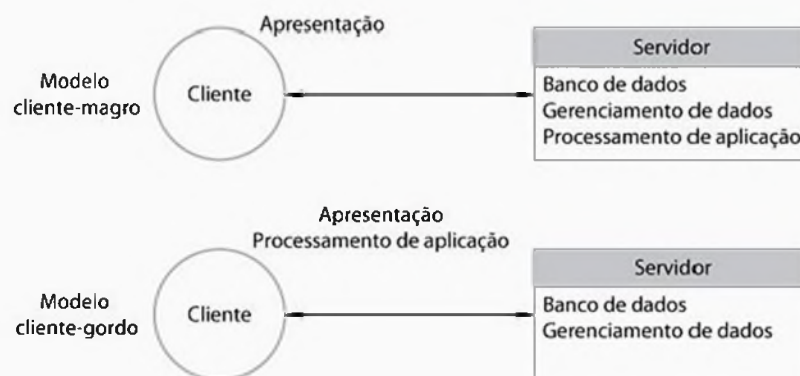 Apresentação
Modelo
cliente-magro
Cliente
Servidor
Banco de dados
Gerenciamento de dados
Processamento de aplicação
Apresentação
Processamento de aplicação
Modelo
cliente-gordo
Cliente
Servidor
Banco de dados
Gerenciamento de dados